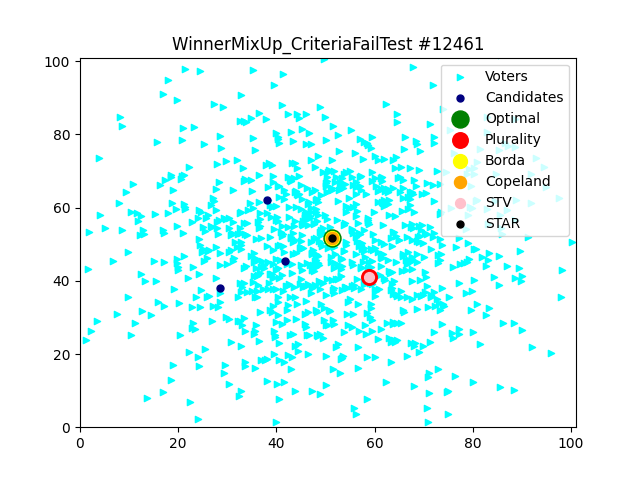 WinnerMixUp_CriteriaFailTest #12461
100
80
60
40
20
0
0 20 40 60 80 100
Voters
Candidates
Optimal
Plurality
Borda
Copeland
STV
STAR